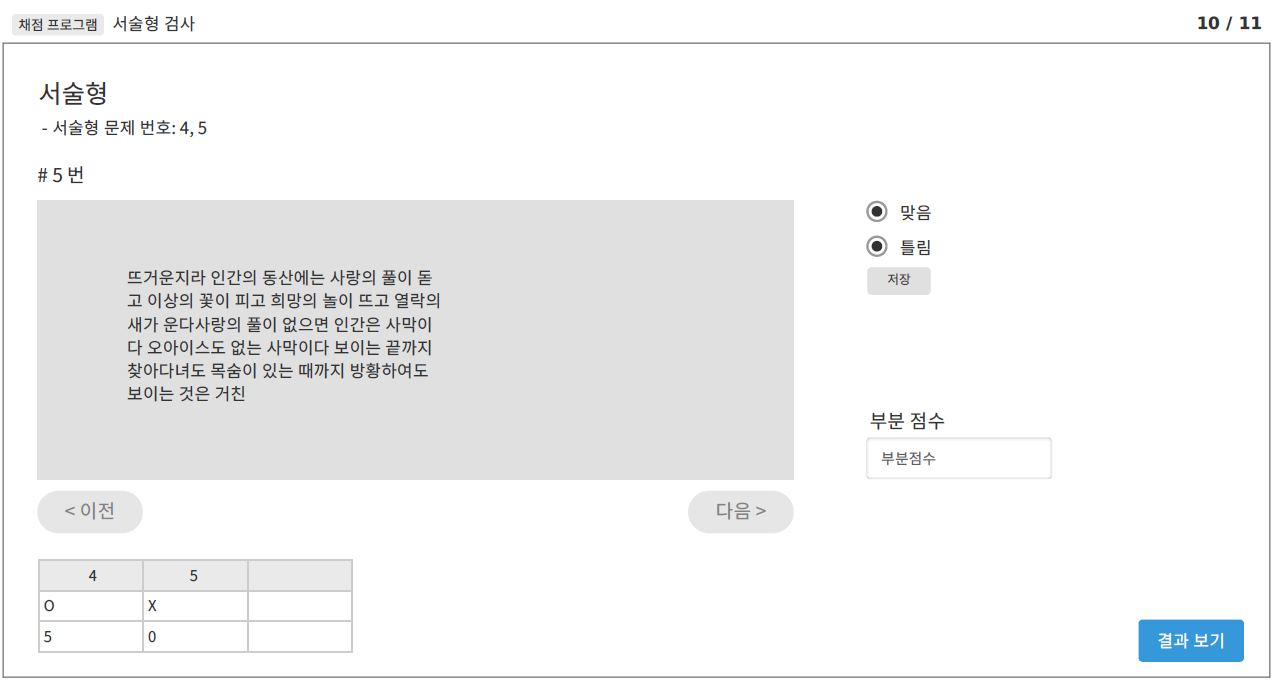 채점 프로그램 서술형 검사 10 / 11
서술형
- 서술형 문제 번호: 4, 5
# 5 번
뜨거운지라 인간의 동산에는 사랑의 풀이 돋
고 이상의 꽃이 피고 희망의 놀이 뜨고 열락의
새가 운다사랑의 풀이 없으면 인간은 사막이
다 오아이스도 없는 사막이다 보이는 끝까지
찾아다녀도 목숨이 있는 때까지 방황하여도
보이는 것은 거친
맞음
틀림
저장
부분 점수
부분점수
< 이전
다음 >
4 5
O X
5 0
결과 보기